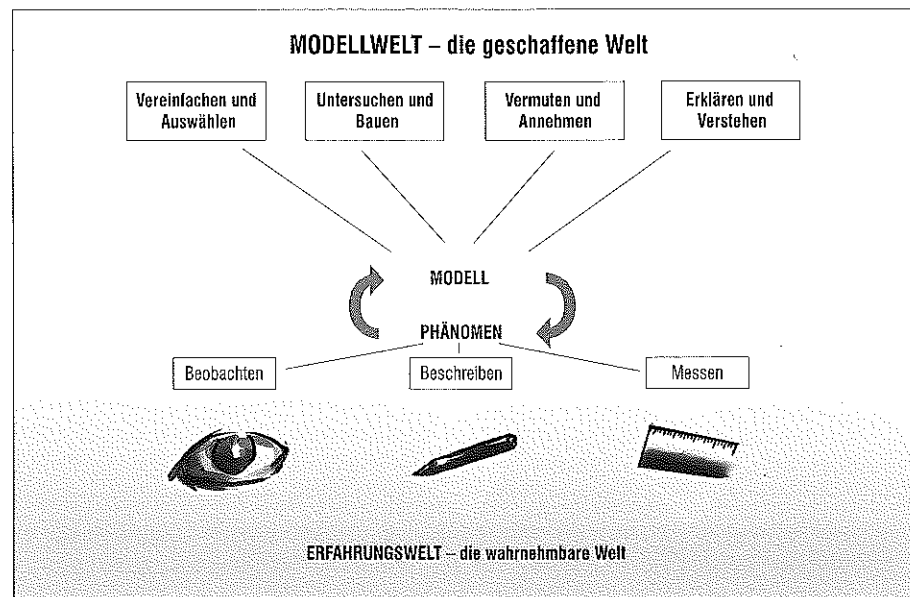 MODELLWELT – die geschaffene Welt
Vereinfachen und
Auswählen
Untersuchen und
Bauen
Vermuten und
Annehmen
Erklären und
Verstehen
MODELL
PHÄNOMEN
Beobachten
Beschreiben
Messen
ERFAHRUNGSWELT – die wahrnehmbare Welt